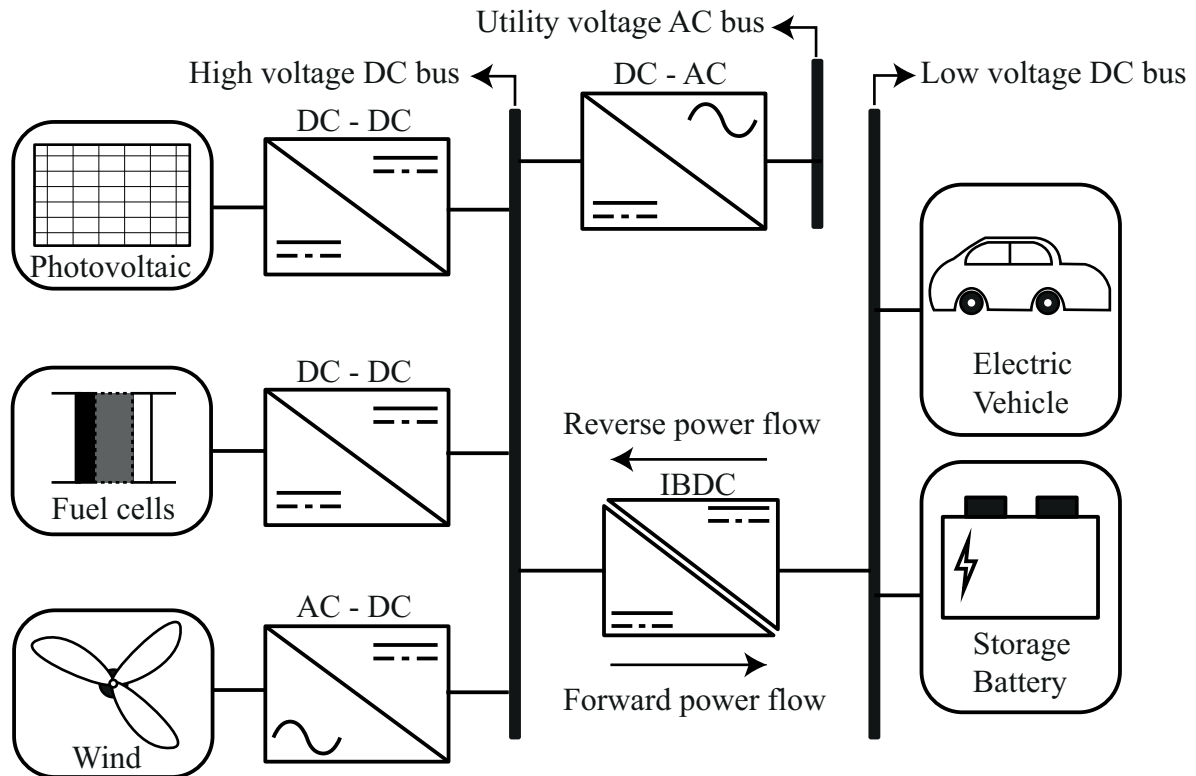 Utility voltage AC bus
High voltage DC bus
DC - AC
Low voltage DC bus
DC - DC
Photovoltaic
DC - DC
Electric
Vehicle
Reverse power flow
IBDC
Fuel cells
AC - DC
Storage
Battery
Forward power flow
Wind